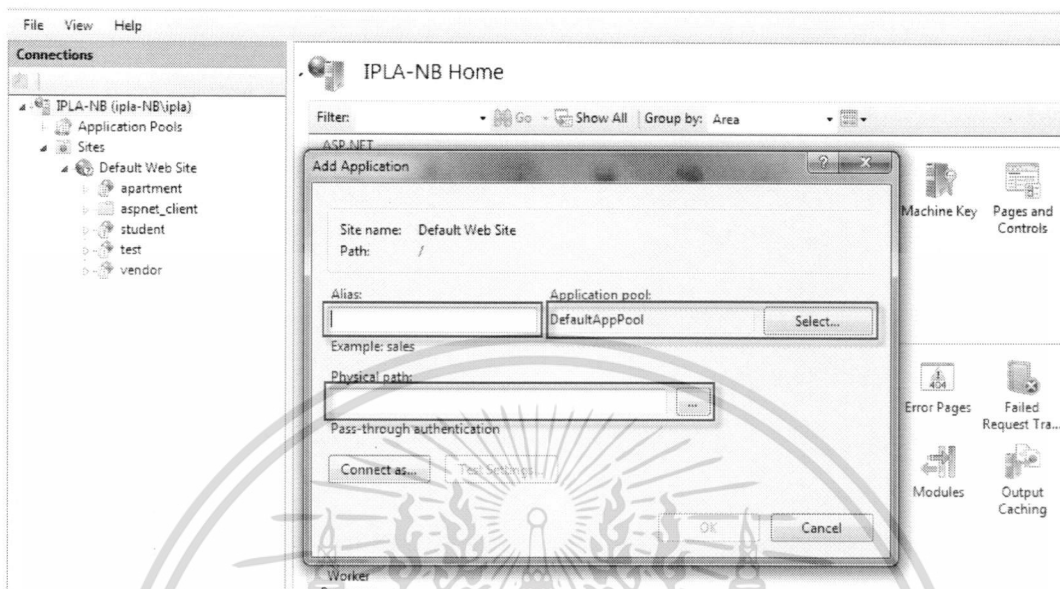 File View Help
Connections
IPLA-NB (ipla-NB\ipla)
Application Pools
Sites
Default Web Site
apartment
aspnet_client
student
test
vendor
IPLA-NB Home
Filter: Go Show All Group by: Area
ASP.NET
Add Application
Site name: Default Web Site
Path: /
Alias:
Application pool:
DefaultAppPool
Select...
Example: sales
Physical path:
...
Pass-through authentication
Connect as...
Test Settings...
OK
Cancel
Machine Key
Pages and Controls
404
Error Pages
Failed Request Tra...
Modules
Output Caching
Worker